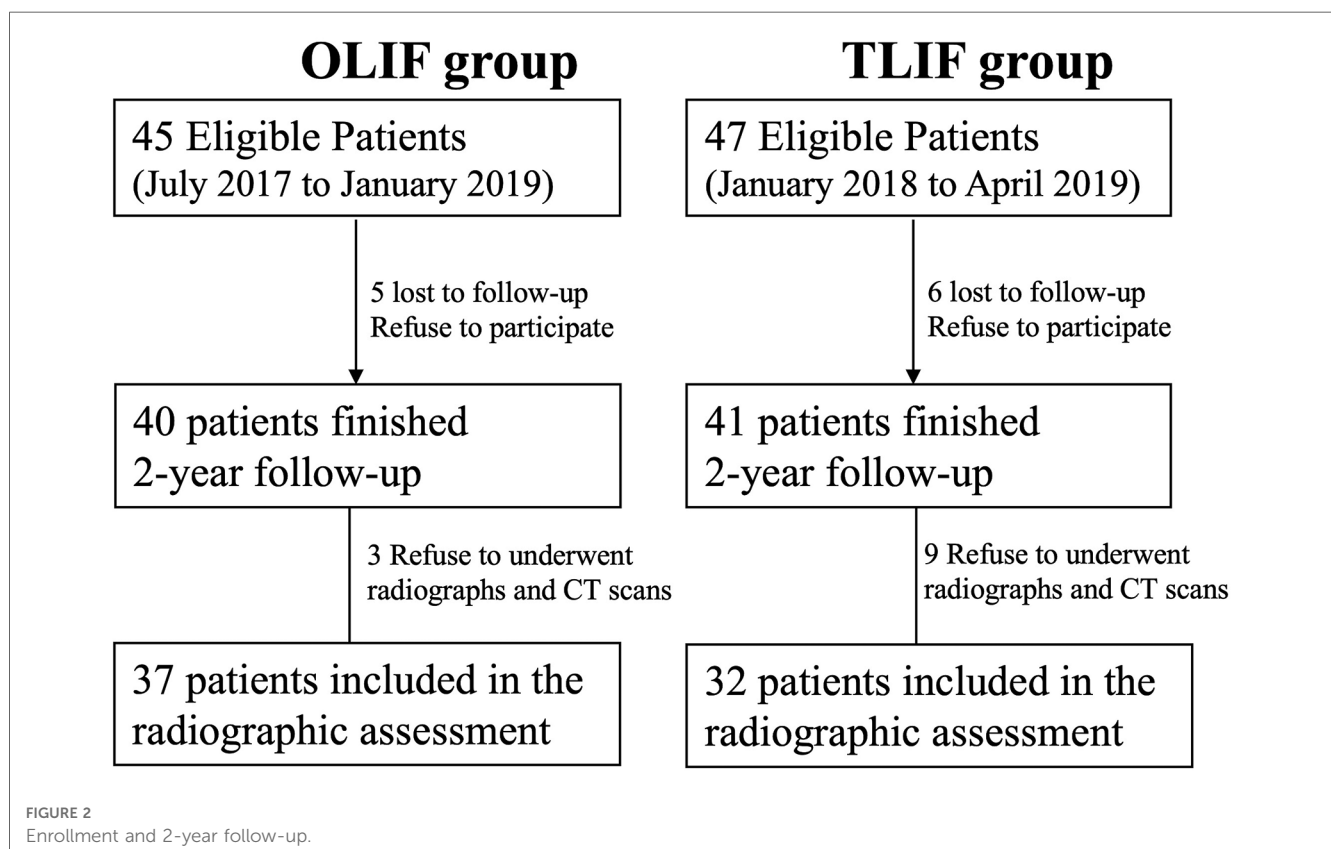 OLIF group
45 Eligible Patients
(July 2017 to January 2019)
5 lost to follow-up
Refuse to participate
40 patients finished
2-year follow-up
3 Refuse to underwent
radiographs and CT scans
37 patients included in the
radiographic assessment
TLIF group
47 Eligible Patients
(January 2018 to April 2019)
6 lost to follow-up
Refuse to participate
41 patients finished
2-year follow-up
9 Refuse to underwent
radiographs and CT scans
32 patients included in the
radiographic assessment
FIGURE 2
Enrollment and 2-year follow-up.